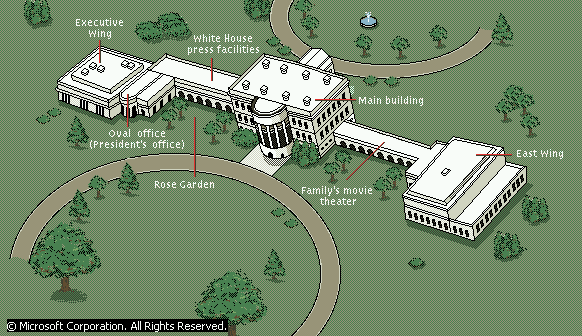 Executive
Wing
White House
press facilities
Main building
Oval office
(President's office)
East Wing
Rose Garden
Family's movie
theater
© Microsoft Corporation. All Rights Reserved.